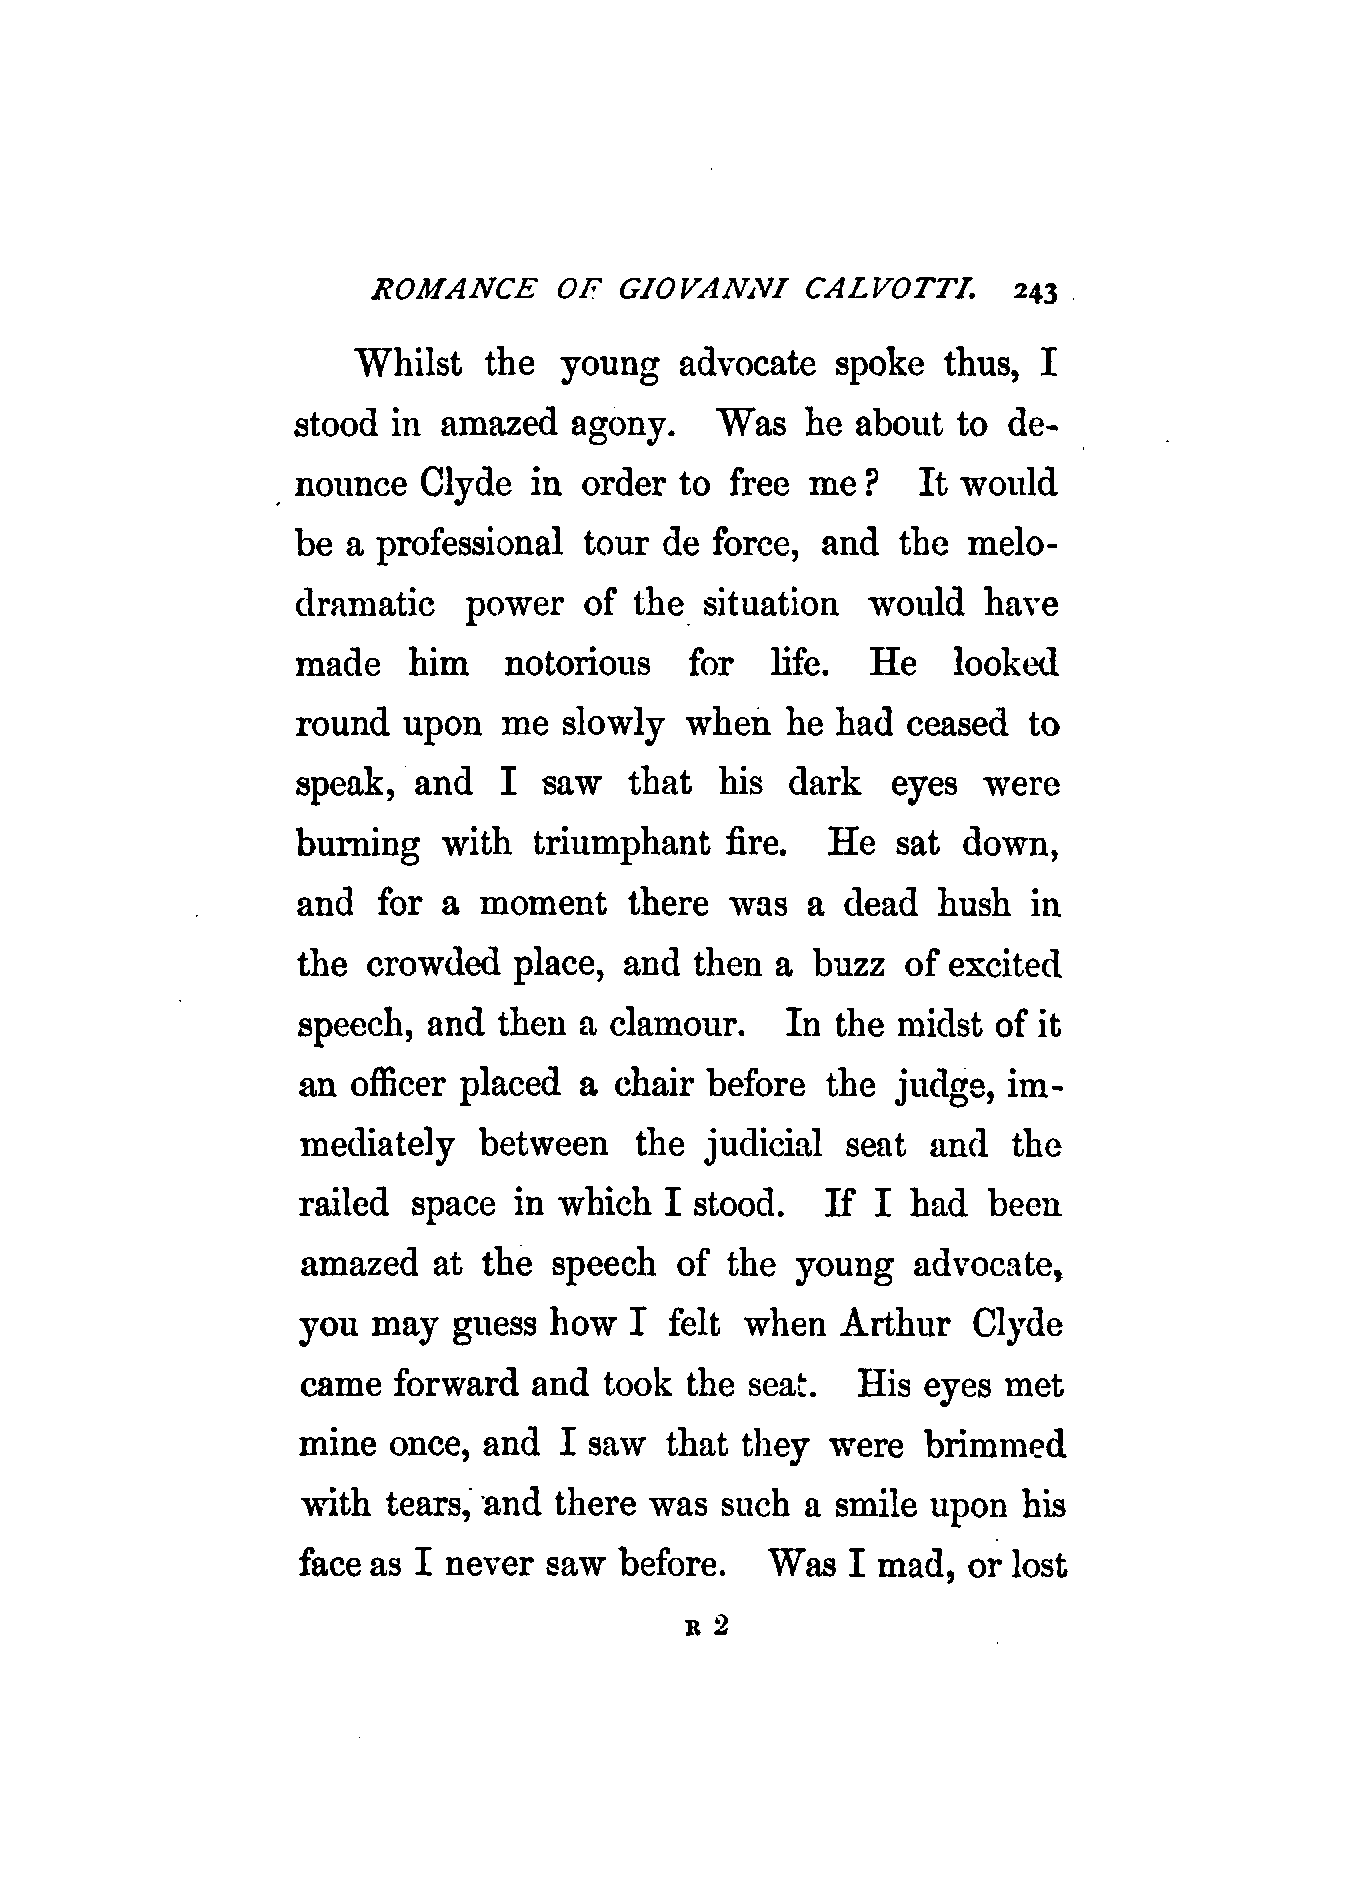 ROMANCE OF GIOVANNI CALVOTTI. 243
Whilst the young advocate spoke thus, I
stood in amazed agony. Was he about to de-
nounce Clyde in order to free me? It would
be a professional tour de force, and the melo-
dramatic power of the situation would have
made him notorious for life. He looked
round upon me slowly when he had ceased to
speak, and I saw that his dark eyes were
burning with triumphant fire. He sat down,
and for a moment there was a dead hush in
the crowded place, and then a buzz of excited
speech, and then a clamour. In the midst of it
an officer placed a chair before the judge, im-
mediately between the judicial seat and the
railed space in which I stood. If I had been
amazed at the speech of the young advocate,
you may guess how I felt when Arthur Clyde
came forward and took the seat. His eyes met
mine once, and I saw that they were brimmed
with tears, and there was such a smile upon his
face as I never saw before. Was I mad, or lost
R 2